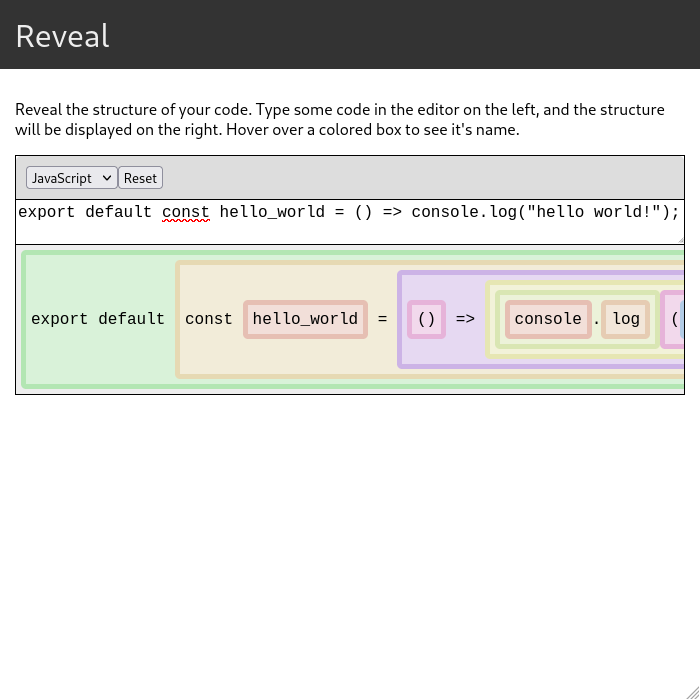 Reveal
Reveal the structure of your code. Type some code in the editor on the left, and the structure
will be displayed on the right. Hover over a colored box to see it's name.
JavaScript Reset
export default const hello_world = () => console.log("hello world!");
export default const hello_world = () => console . log (